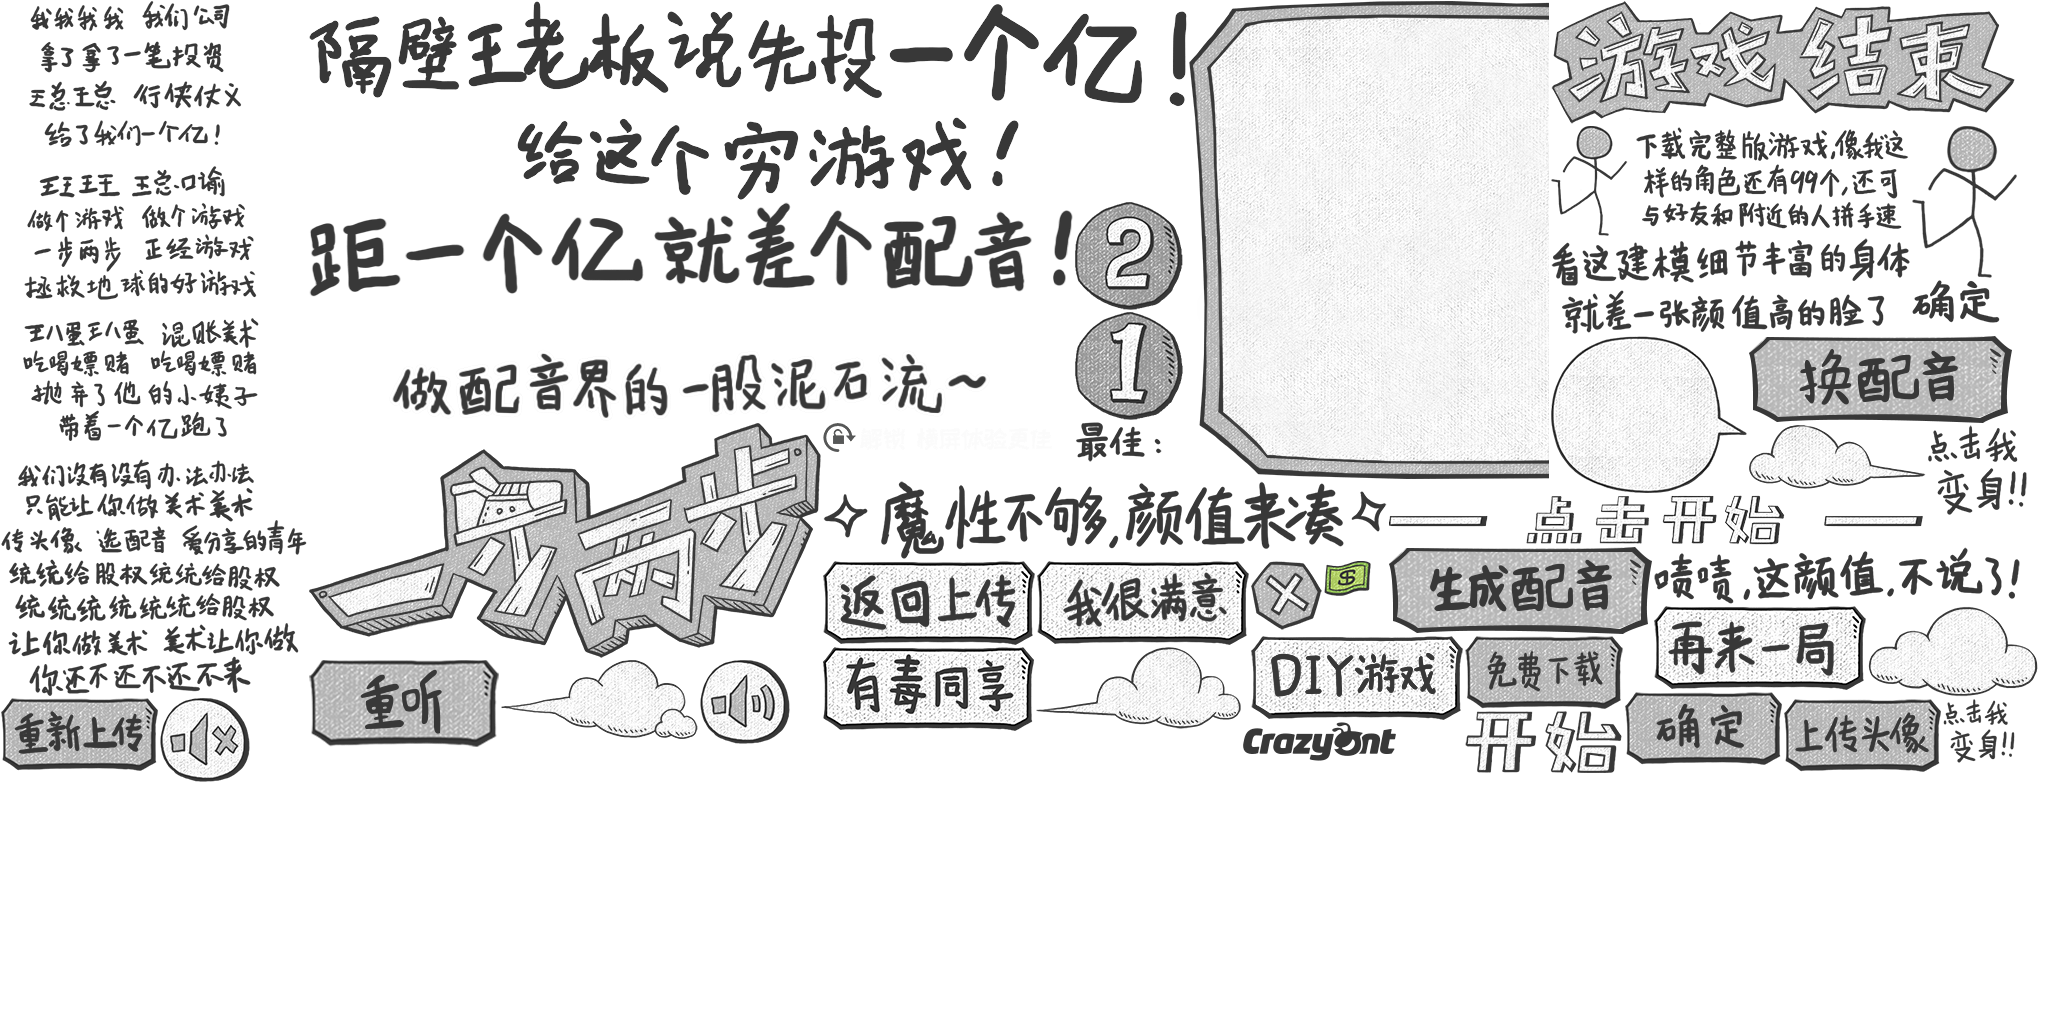 我我我我 我们公司
拿了拿了一笔投资
王总王总 行侠仗义
给了我们一个亿！
王王王王 王总口谕
做个游戏 做个游戏
一步两步 正经游戏
拯救地球的好游戏
王八蛋王八蛋 混账美术
吃喝嫖赌 吃喝嫖赌
抛弃了他的小姨子
带着一个亿跑了
我们没有没有办法办法
只能让你做美术美术
传头像 选配音 爱分享的青年
统统给股权统统给股权
统统统统统统给股权
让你做美术 美术让你做
你还不还不还不来
重新上传
隔壁王老板说先投一个亿！
给这个穷游戏！
距一个亿就差个配音！
2
1
做配音界的一股泥石流～
最佳：
一步两步
魔性不够,颜值来凑
返回上传
我很满意
有毒同享
重听
$
DIY游戏
CrazyAnt
游戏结束
下载完整版游戏,像我这
样的角色还有99个,还可
与好友和附近的人拼手速
看这建模细节丰富的身体
就差一张颜值高的脸了
确定
换配音
点击我
变身!!
点击开始
生成配音
啧啧,这颜值,不说了！
再来一局
免费下载
开始
确定
上传头像
点击我
变身!!